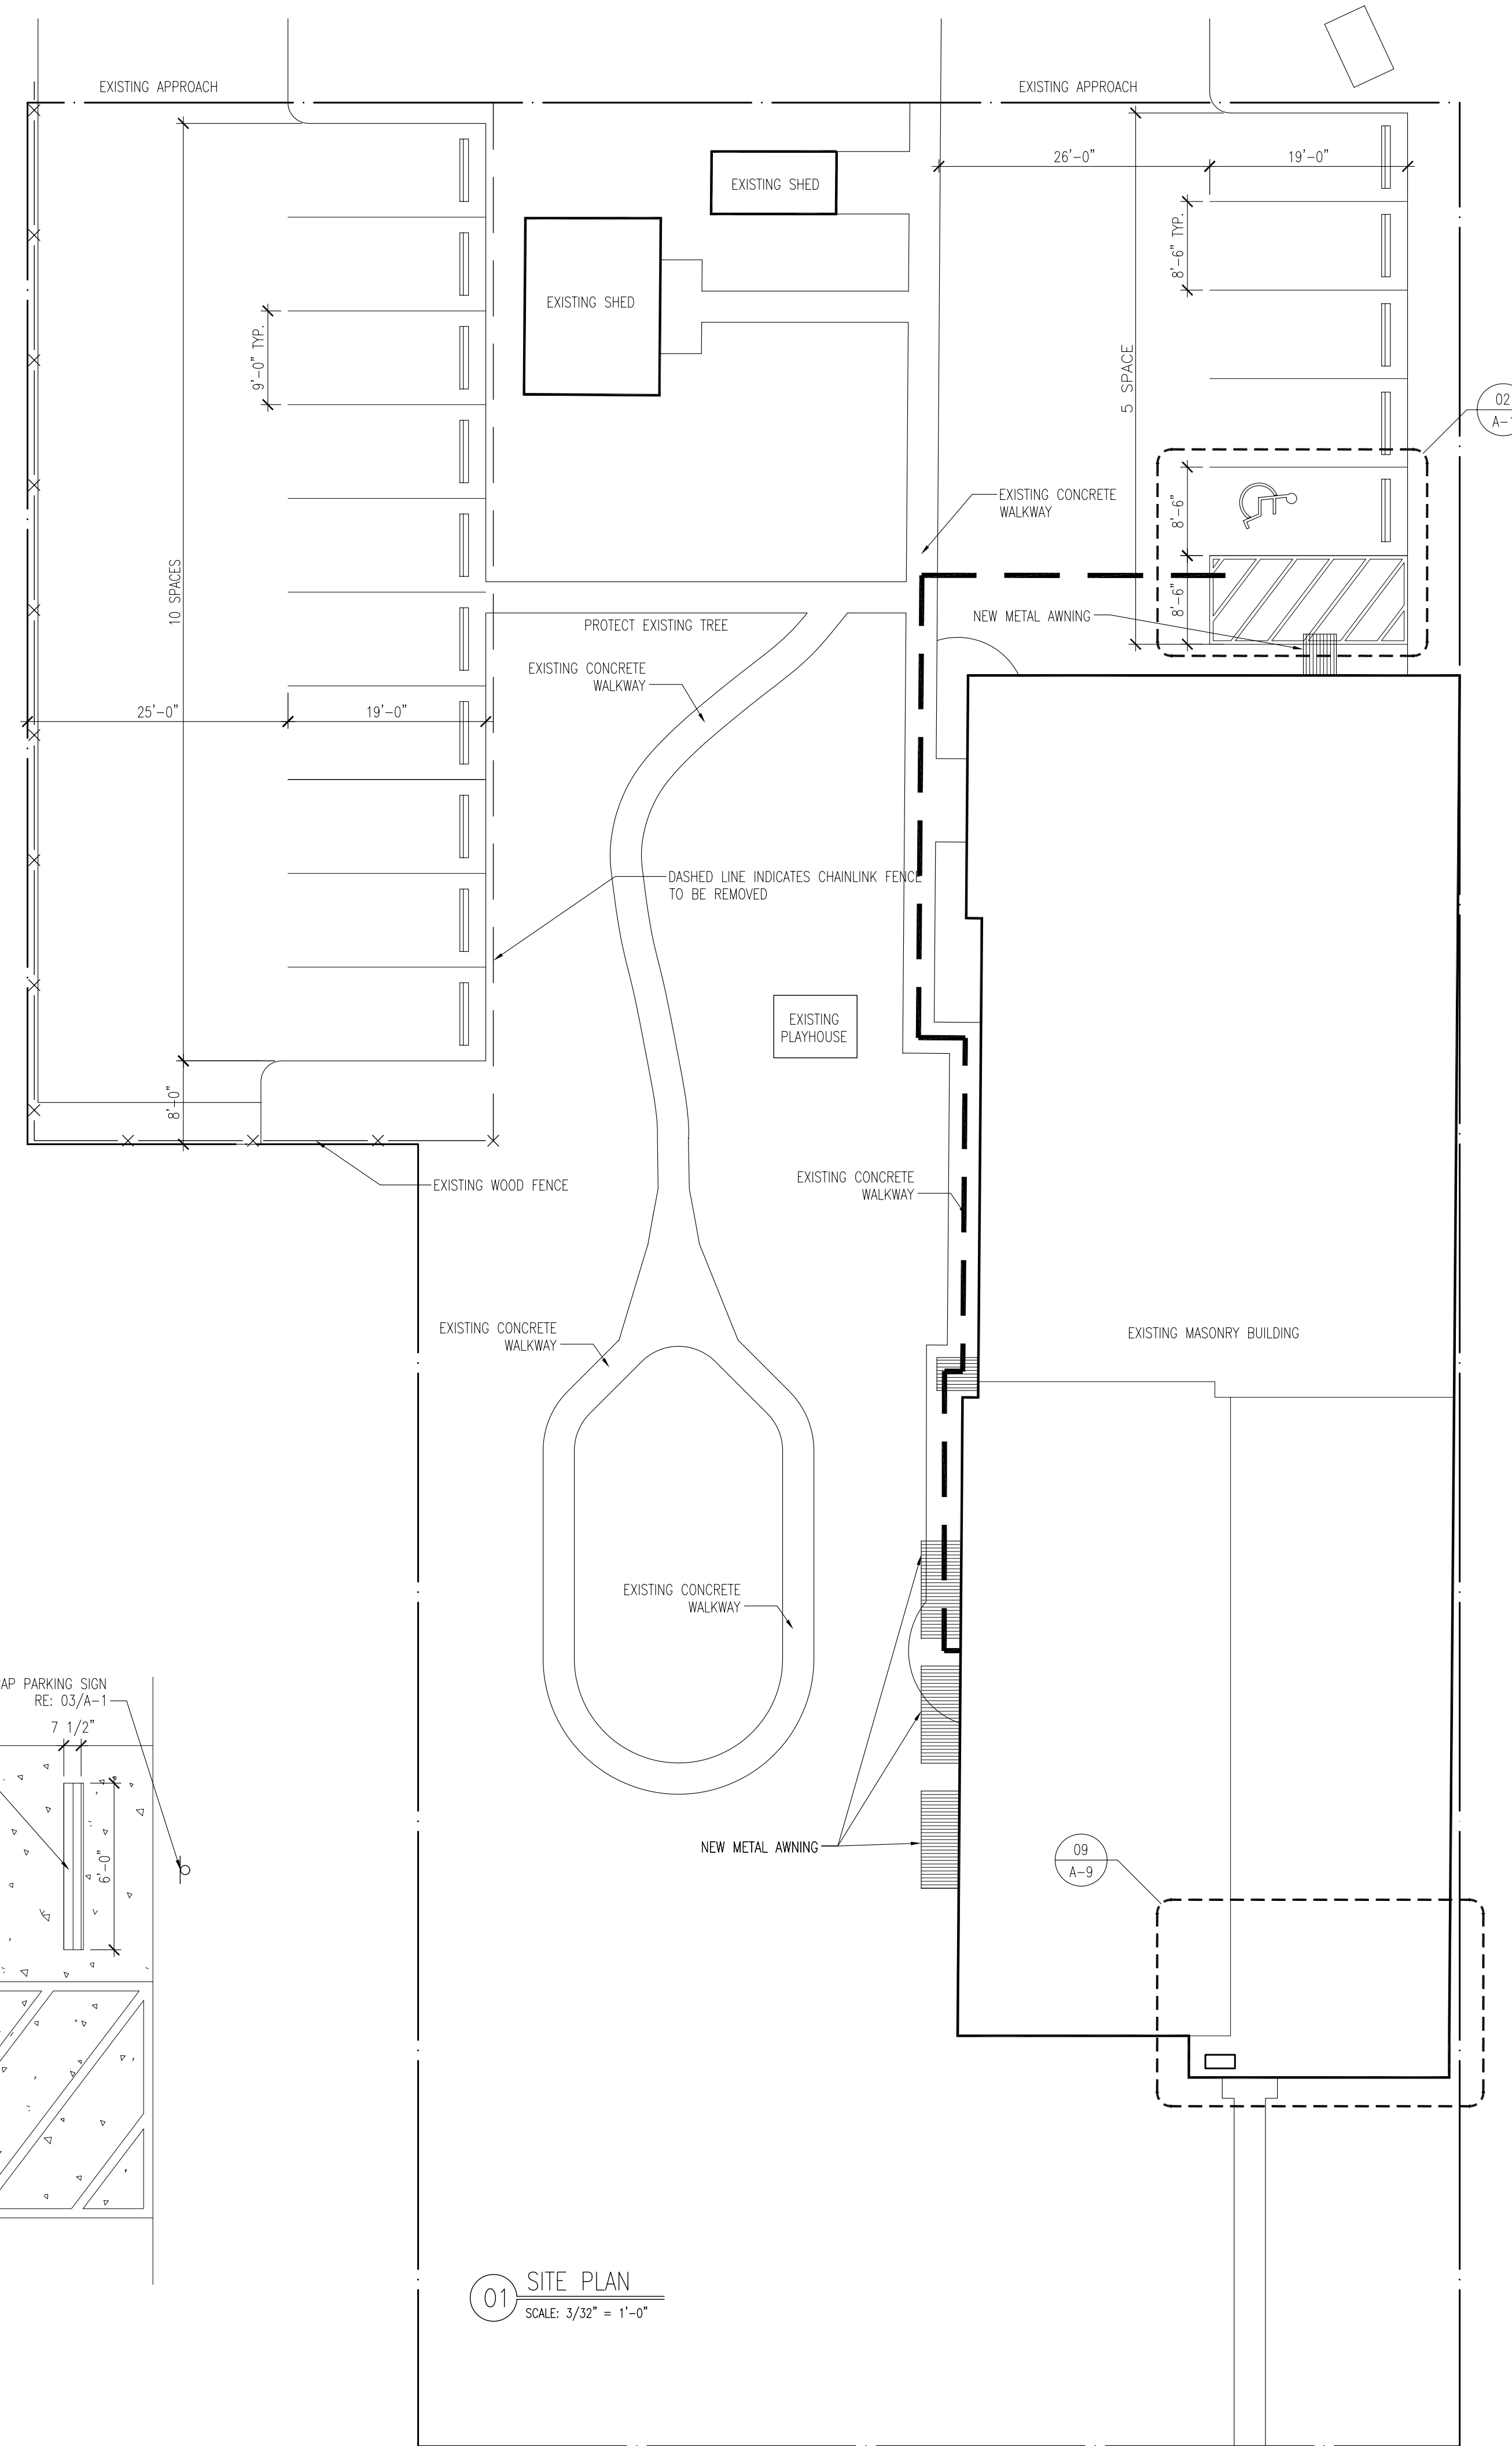 EXISTING APPROACH
EXISTING APPROACH
26'-0"
19'-0"
EXISTING SHED
EXISTING SHED
8'-6" TYP.
9'-0" TYP.
5 SPACE
02
EXISTING CONCRETE
WALKWAY
8'-6"
8'-6"
10 SPACES
NEW METAL AWNING
PROTECT EXISTING TREE
EXISTING CONCRETE
WALKWAY
25'-0"
19'-0"
DASHED LINE INDICATES CHAINLINK FENCE
TO BE REMOVED
EXISTING
PLAYHOUSE
8'-0"
EXISTING WOOD FENCE
EXISTING CONCRETE
WALKWAY
EXISTING CONCRETE
WALKWAY
EXISTING MASONRY BUILDING
EXISTING CONCRETE
WALKWAY
PARKING SIGN
RE: 03/A-1
7 1/2"
6'-0"
NEW METAL AWNING
09
A-9
01
SITE PLAN
SCALE: 3/32" = 1'-0"